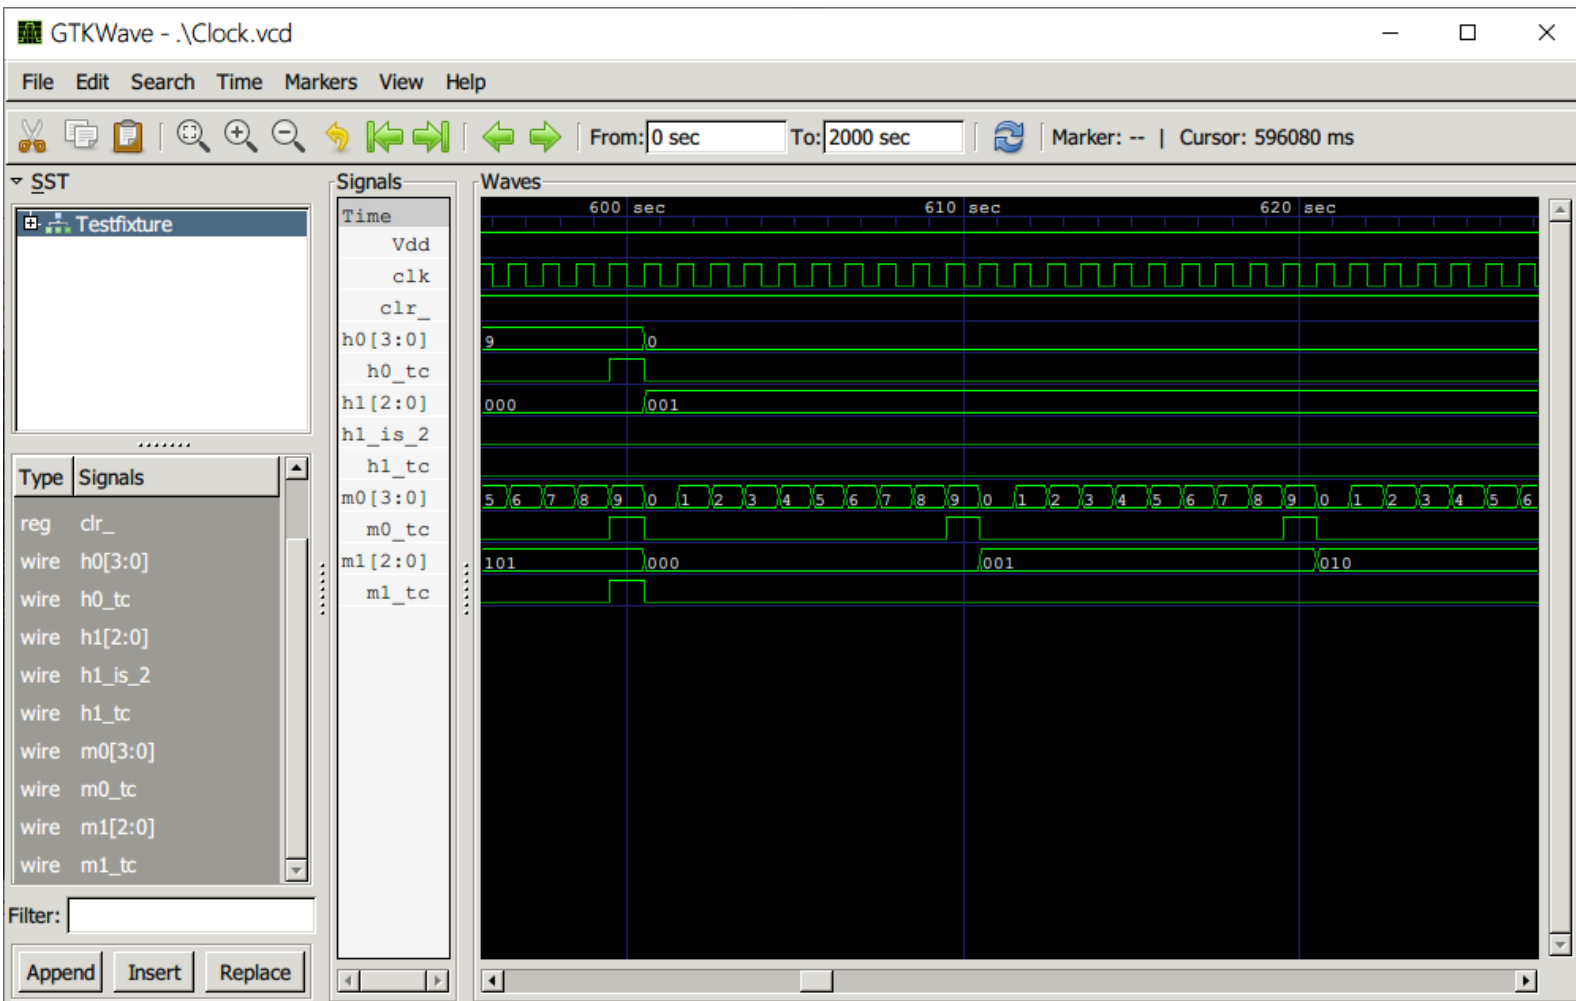 GTKWave - .\Clock.vcd
File Edit Search Time Markers View Help
From: 0 sec To: 2000 sec Marker: -- | Cursor: 596080 ms
SST
Testfixture
Type Signals
reg clr_
wire h0[3:0]
wire h0_tc
wire h1[2:0]
wire h1_is_2
wire h1_tc
wire m0[3:0]
wire m0_tc
wire m1[2:0]
wire m1_tc
Filter:
Append Insert Replace
Signals
Time
Vdd
clk
clr_
h0[3:0]
h0_tc
h1[2:0]
h1_is_2
h1_tc
m0[3:0]
m0_tc
m1[2:0]
m1_tc
Waves
600 sec 610 sec 620 sec
9 0
000 001
5 6 7 8 9 0 1 2 3 4 5 6 7 8 9 0 1 2 3 4 5 6 7 8 9 0 1 2 3 4 5 6
101 000 001 010